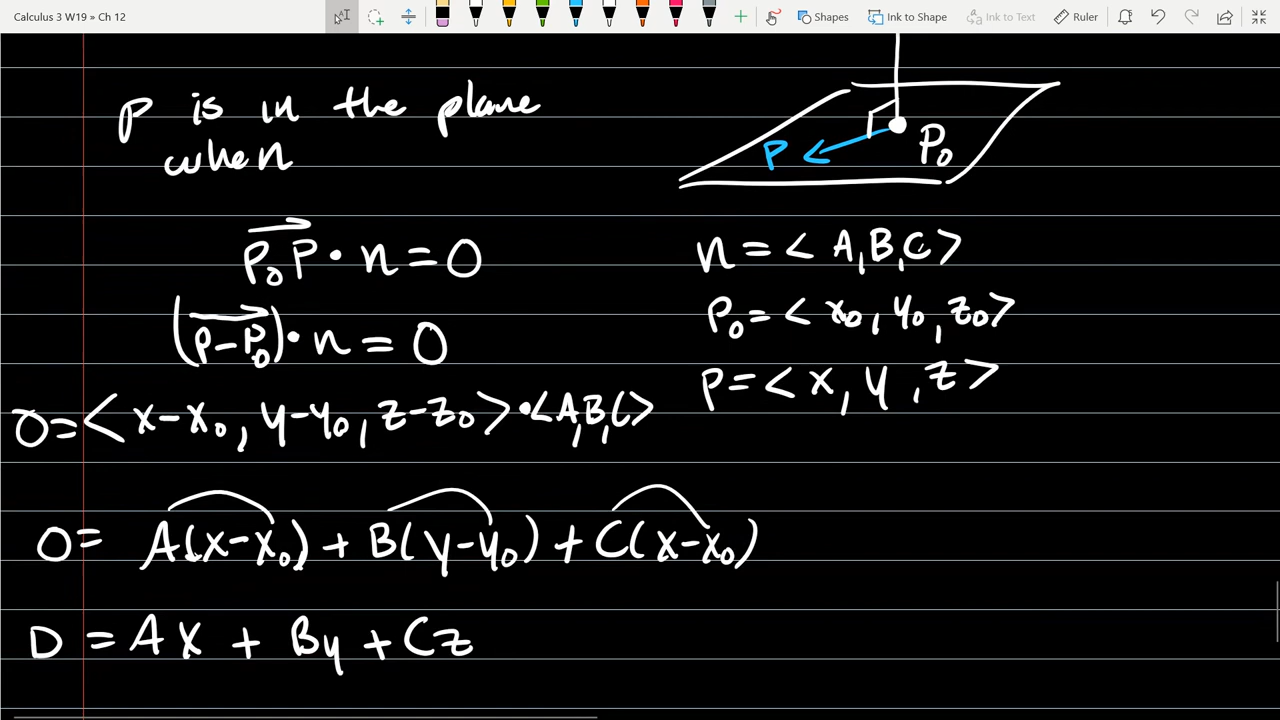 Calculus 3 W19 » Ch 12
Shapes
Ink to Shape
Ink to Text
Ruler
P is in the plane
when
P₀P · n = 0
(P-P₀) · n = 0
0 = < x-x₀, y-y₀, z-z₀ > · <A,B,C>
0 = A(x-x₀) + B(y-y₀) + C(x-x₀)
D = Ax + By + Cz
P₀
P
n = < A, B, C >
P₀ = < x₀, y₀, z₀ >
P = < x, y, z >